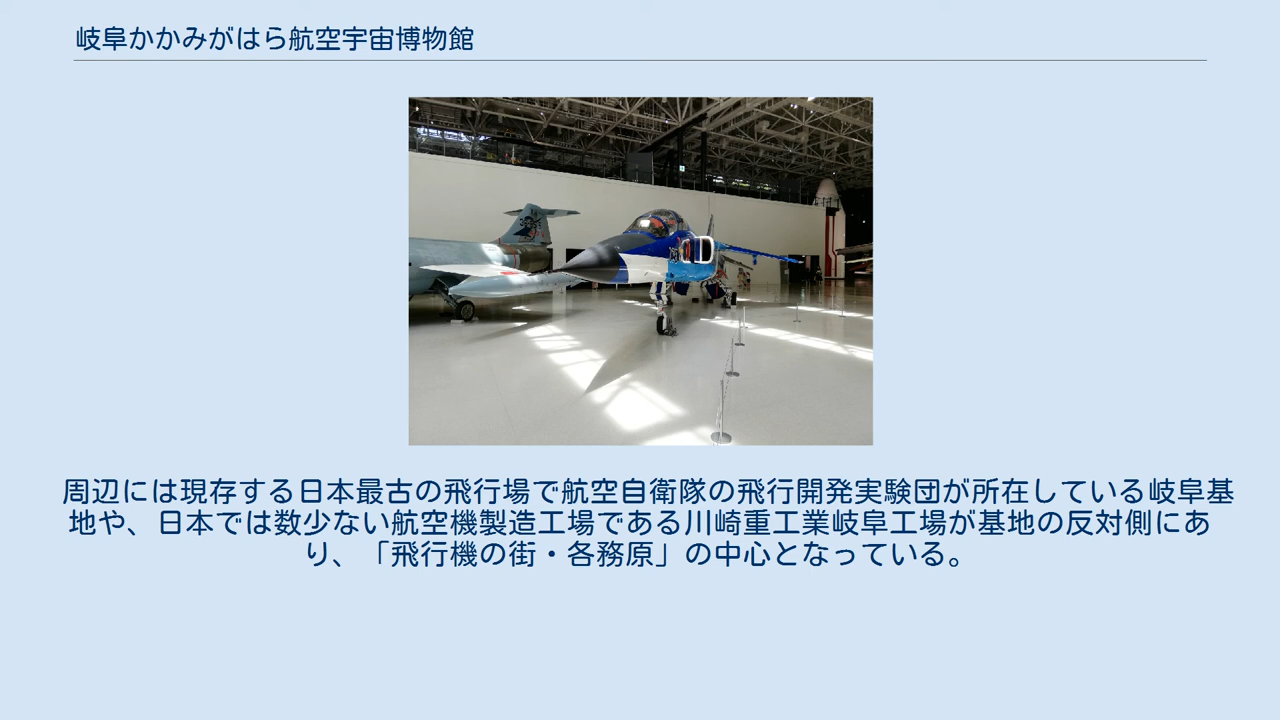 岐阜かかみがはら航空宇宙博物館
周辺には現存する日本最古の飛行場で航空自衛隊の飛行開発実験団が所在している岐阜基
地や、日本では数少ない航空機製造工場である川崎重工業岐阜工場が基地の反対側にあ
り、「飛行機の街・各務原」の中心となっている。